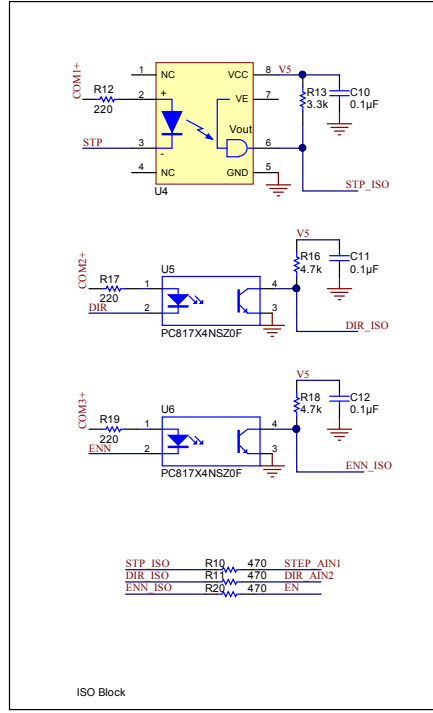 COM1+
R12
220
STP
1
NC
2
+
3
-
4
NC
U4
VCC
8
V5
VE
7
Vout
6
GND
5
R13
3.3k
C10
0.1µF
STP_ISO
COM2+
R17
220
DIR
U5
1
2
4
3
PC817X4NSZ0F
V5
R16
4.7k
C11
0.1µF
DIR_ISO
COM3+
R19
220
ENN
U6
1
2
4
3
PC817X4NSZ0F
V5
R18
4.7k
C12
0.1µF
ENN_ISO
STP_ISO R10 470 STEP_AIN1
DIR_ISO R11 470 DIR_AIN2
ENN_ISO R20 470 EN
ISO Block